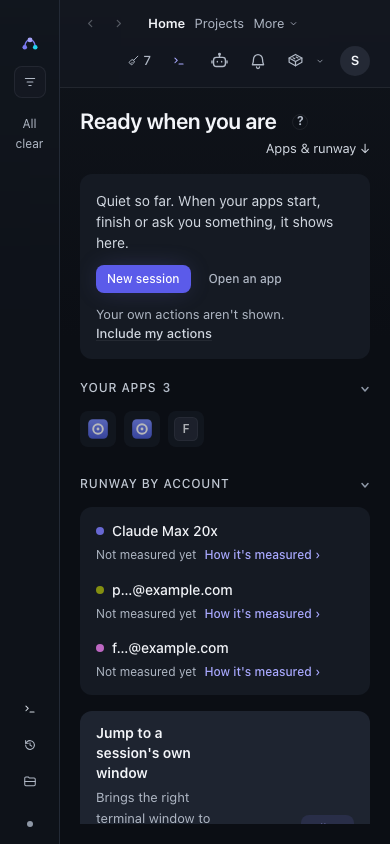 Home Projects More
7
S
All
clear
Ready when you are ?
Apps & runway ↓
Quiet so far. When your apps start,
finish or ask you something, it shows
here.
New session Open an app
Your own actions aren't shown.
Include my actions
YOUR APPS 3
F
RUNWAY BY ACCOUNT
Claude Max 20x
Not measured yet How it's measured ›
p...@example.com
Not measured yet How it's measured ›
f...@example.com
Not measured yet How it's measured ›
Jump to a
session's own
window
Brings the right
terminal window to